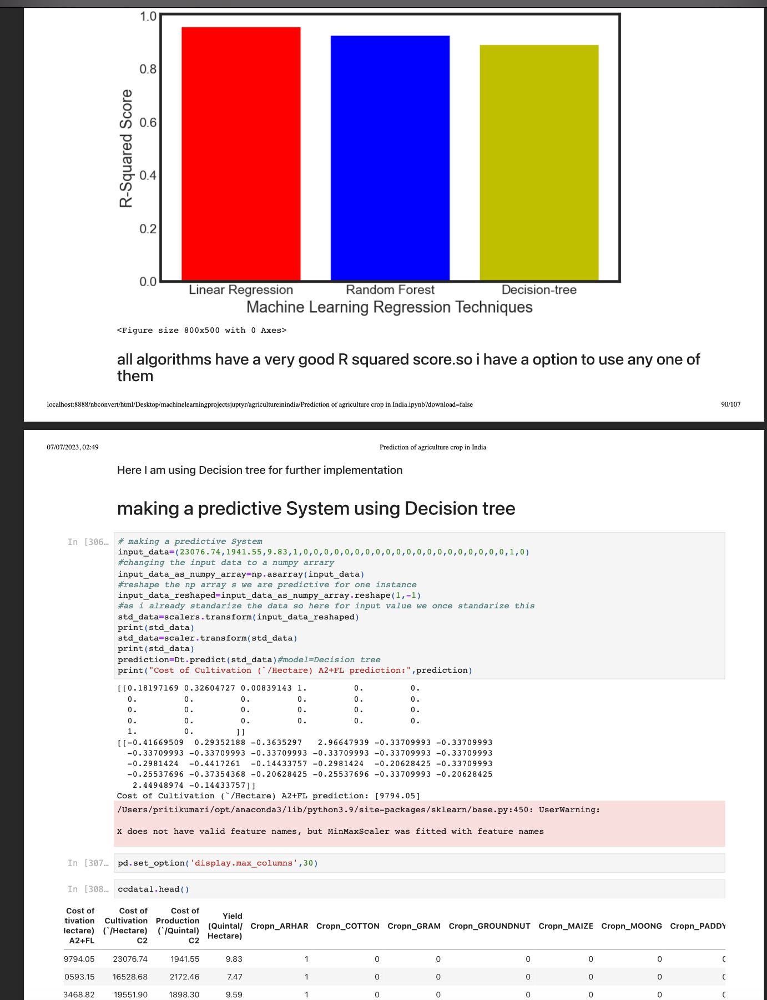 1.0
0.8
0.6
0.4
0.2
0.0
R-Squared Score
Linear Regression Random Forest Decision-tree
Machine Learning Regression Techniques
<Figure size 800x500 with 0 Axes>
all algorithms have a very good R squared score.so i have a option to use any one of
them
localhost:8888/nbconvert/html/Desktop/machinelearningprojectsjuptyr/agricultureinindia/Prediction of agriculture crop in India.ipynb?download=false 90/107
07/07/2023, 02:49 Prediction of agriculture crop in India
Here I am using Decision tree for further implementation
making a predictive System using Decision tree
In [306… # making a predictive System
input_data=(23076.74,1941.55,9.83,1,0,0,0,0,0,0,0,0,0,0,0,0,0,0,0,0,0,0,0,0,1,0)
#changing the input data to a numpy arrary
input_data_as_numpy_array=np.asarray(input_data)
#reshape the np array s we are predictive for one instance
input_data_reshaped=input_data_as_numpy_array.reshape(1,-1)
#as i already standarize the data so here for input value we once standarize this
std_data=scalers.transform(input_data_reshaped)
print(std_data)
std_data=scaler.transform(std_data)
print(std_data)
prediction=Dt.predict(std_data)#model=Decision tree
print("Cost of Cultivation (`/Hectare) A2+FL prediction:",prediction)
[[0.18197169 0.32604727 0.00839143 1. 0. 0.
0. 0. 0. 0. 0. 0.
0. 0. 0. 0. 0. 0.
0. 0. 0. 0. 0. 0.
1. 0. ]]
[[-0.41669509 0.29352188 -0.3635297 2.96647939 -0.33709993 -0.33709993
-0.33709993 -0.33709993 -0.33709993 -0.33709993 -0.33709993 -0.33709993
-0.2981424 -0.4417261 -0.14433757 -0.2981424 -0.20628425 -0.33709993
-0.25537696 -0.37354368 -0.20628425 -0.25537696 -0.33709993 -0.20628425
2.44948974 -0.14433757]]
Cost of Cultivation (`/Hectare) A2+FL prediction: [9794.05]
/Users/pritikumari/opt/anaconda3/lib/python3.9/site-packages/sklearn/base.py:450: UserWarning:
X does not have valid feature names, but MinMaxScaler was fitted with feature names
In [307… pd.set_option('display.max_columns',30)
In [308… ccdata1.head()
Cost of Cost of Cost of
tivation Cultivation Production Yield
lectare) (`/Hectare) (`/Quintal) (Quintal/ Cropn_ARHAR Cropn_COTTON Cropn_GRAM Cropn_GROUNDNUT Cropn_MAIZE Cropn_MOONG Cropn_PADDY
A2+FL C2 C2 Hectare)
9794.05 23076.74 1941.55 9.83 1 0 0 0 0 0 0
0593.15 16528.68 2172.46 7.47 1 0 0 0 0 0 0
3468.82 19551.90 1898.30 9.59 1 0 0 0 0 0 0